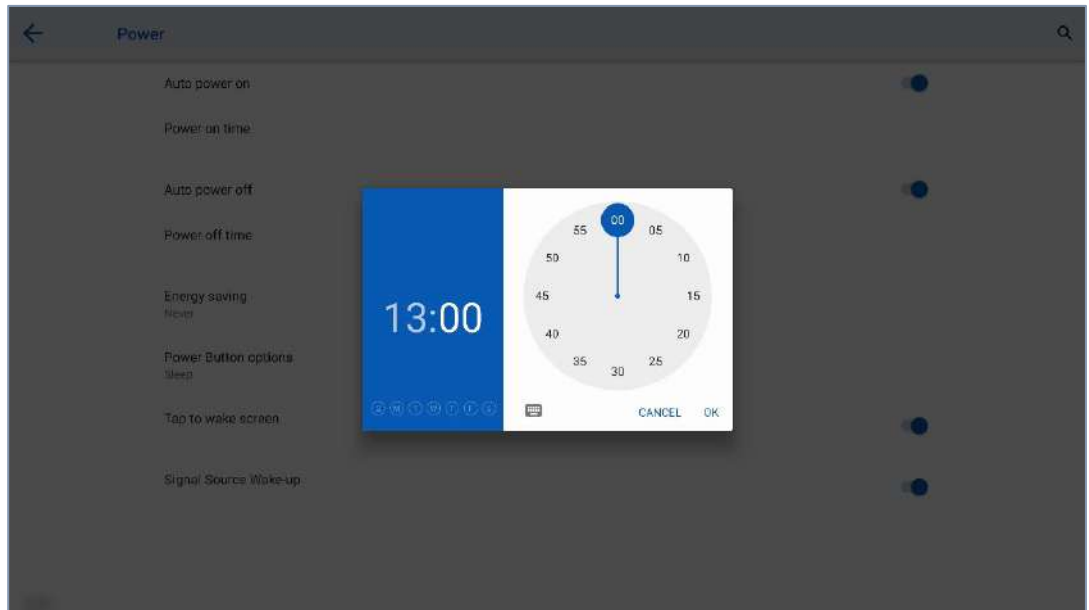 Power
Auto power on
Power on time
Auto power off
Power off time
Energy saving
Never
Power Button options
Sleep
Tap to wake screen
Signal Source Wake-up
13:00
S M T W T F S
00
05
10
15
20
25
30
35
40
45
50
55
CANCEL OK